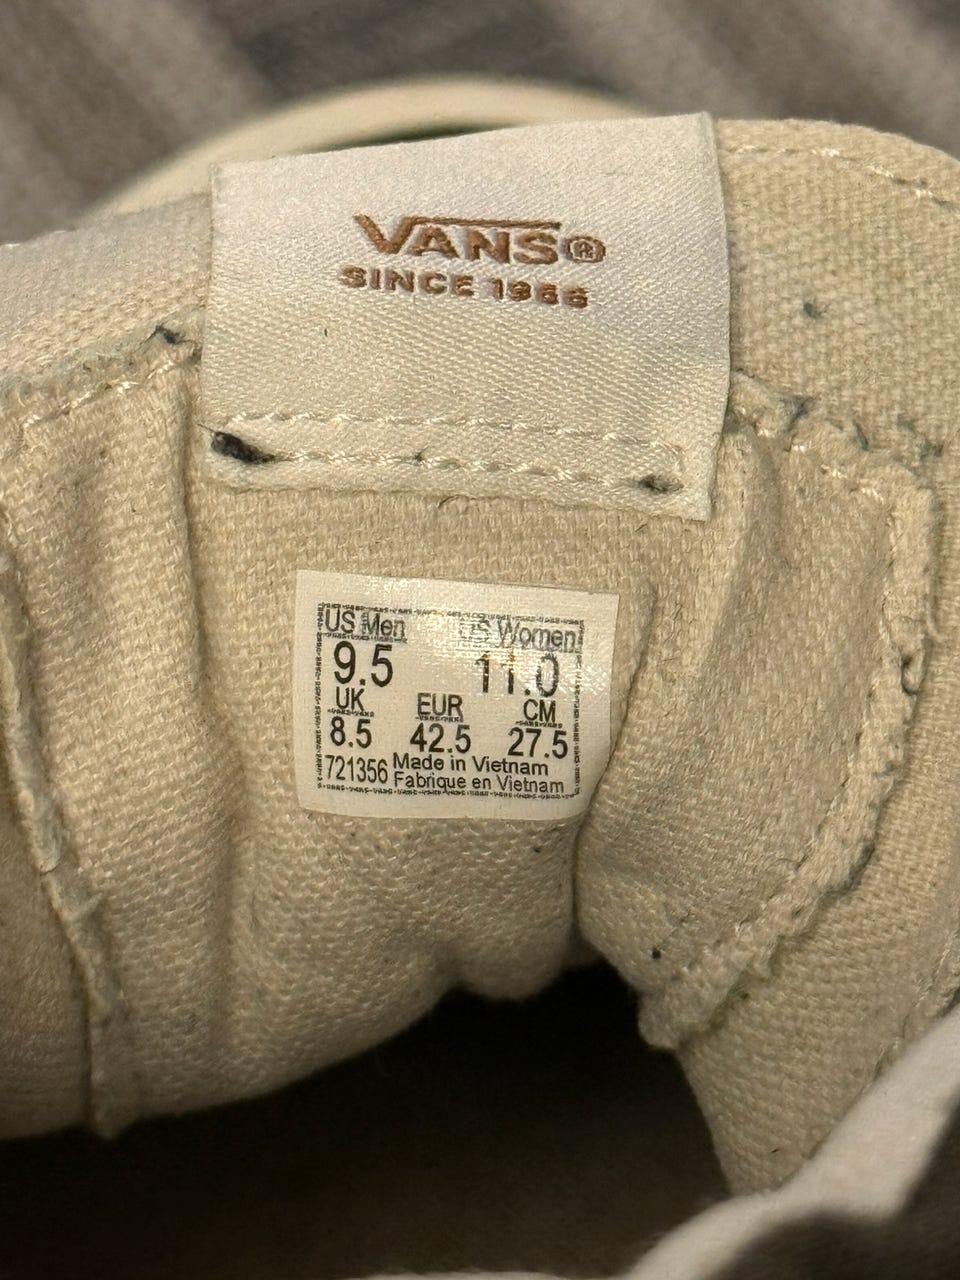 VANS®
SINCE 1966
US Men US Women
9.5 11.0
UK EUR CM
8.5 42.5 27.5
721356 Made in Vietnam
Fabrique en Vietnam